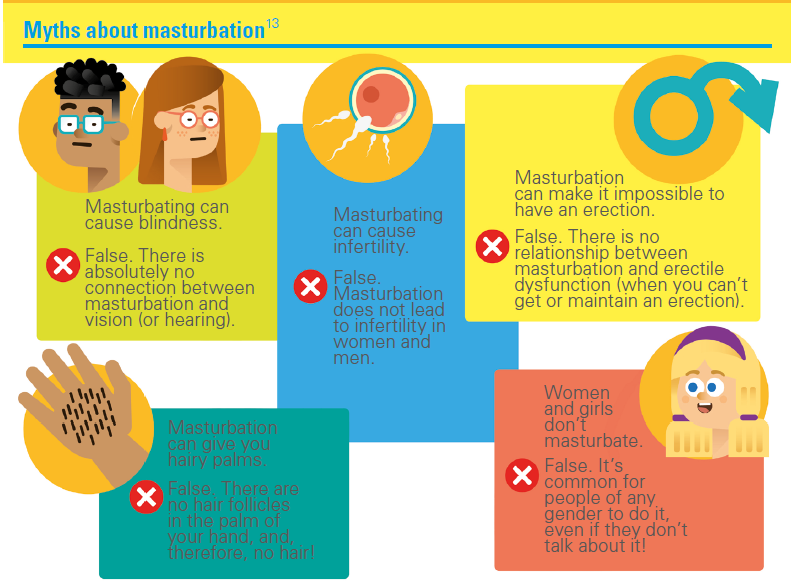 Myths about masturbation13
Masturbating can
cause blindness.
False. There is
absolutely no
connection between
masturbation and
vision (or hearing).
Masturbating
can cause
infertility.
False.
Masturbation
does not lead
to infertility in
women and
men.
Masturbation
can make it impossible to
have an erection.
False. There is no
relationship between
masturbation and erectile
dysfunction (when you can’t
get or maintain an erection).
Masturbation
can give you
hairy palms.
False. There are
no hair follicles
in the palm of
your hand, and,
therefore, no hair!
Women
and girls
don’t
masturbate.
False. It’s
common for
people of any
gender to do it,
even if they don’t
talk about it!